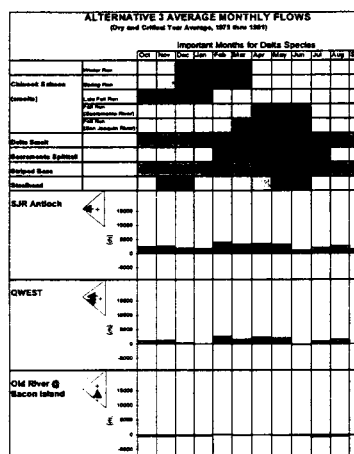 ALTERNATIVE 3 AVERAGE MONTHLY FLOWS
(Dry and Critical Year Average, 1975 thru 1991)
Important Months for Delta Species
Oct Nov Dec Jan Feb Mar Apr May Jun Jul Aug S
Chinook Salmon
(smolts)
Winter Run
Spring Run
Late Fall Run
Fall Run
(Sacramento River)
Fall Run
(San Joaquin River)
Delta Smelt
Sacramento Splittail
Striped Bass
Steelhead
SJR Antioch
15000
10000
5000
0
-5000
(cfs)
QWEST
15000
10000
5000
0
-5000
(cfs)
Old River @
Bacon Island
15000
10000
5000
0
-5000